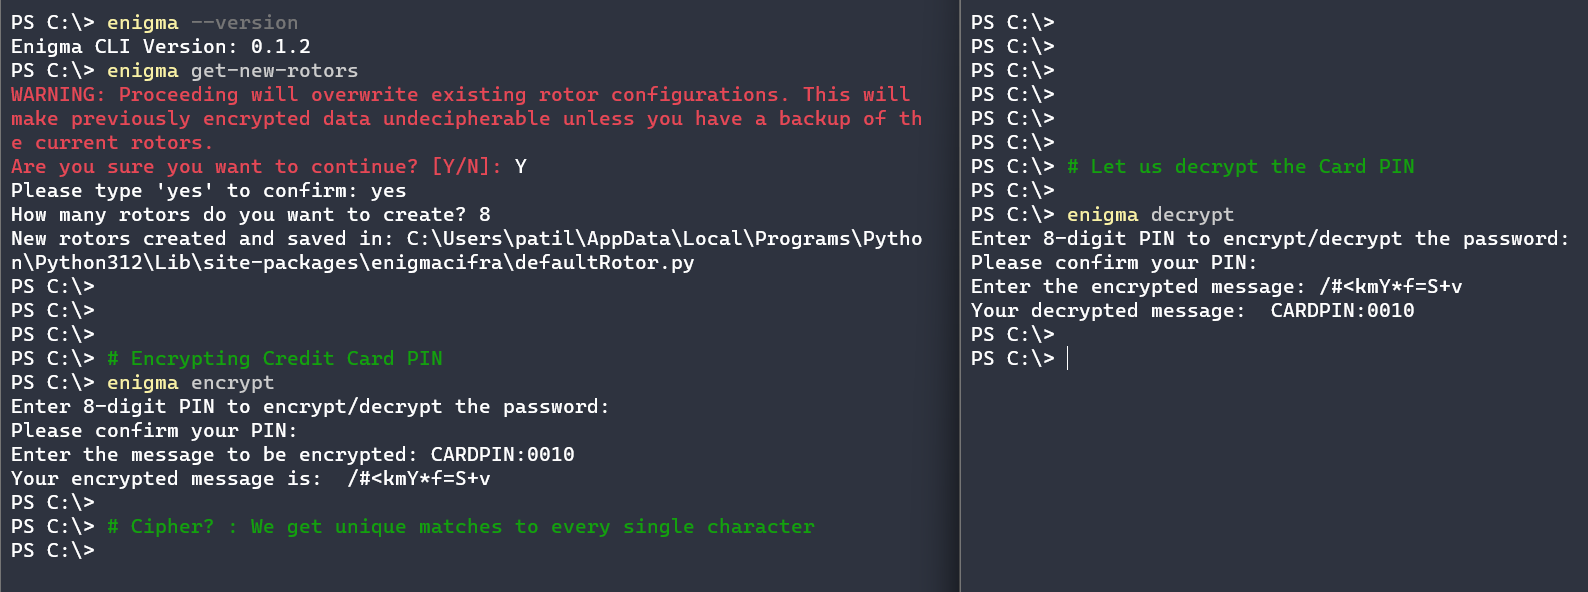 PS C:\> enigma --version
Enigma CLI Version: 0.1.2
PS C:\> enigma get-new-rotors
WARNING: Proceeding will overwrite existing rotor configurations. This will
make previously encrypted data undecipherable unless you have a backup of th
e current rotors.
Are you sure you want to continue? [Y/N]: Y
Please type 'yes' to confirm: yes
How many rotors do you want to create? 8
New rotors created and saved in: C:\Users\patil\AppData\Local\Programs\Pytho
n\Python312\Lib\site-packages\enigmacifra\defaultRotor.py
PS C:\>
PS C:\>
PS C:\>
PS C:\> # Encrypting Credit Card PIN
PS C:\> enigma encrypt
Enter 8-digit PIN to encrypt/decrypt the password:
Please confirm your PIN:
Enter the message to be encrypted: CARDPIN:0010
Your encrypted message is:  /#<kmY*f=S+v
PS C:\>
PS C:\> # Cipher? : We get unique matches to every single character
PS C:\>
PS C:\>
PS C:\>
PS C:\>
PS C:\>
PS C:\>
PS C:\>
PS C:\> # Let us decrypt the Card PIN
PS C:\>
PS C:\> enigma decrypt
Enter 8-digit PIN to encrypt/decrypt the password:
Please confirm your PIN:
Enter the encrypted message: /#<kmY*f=S+v
Your decrypted message:  CARDPIN:0010
PS C:\>
PS C:\>